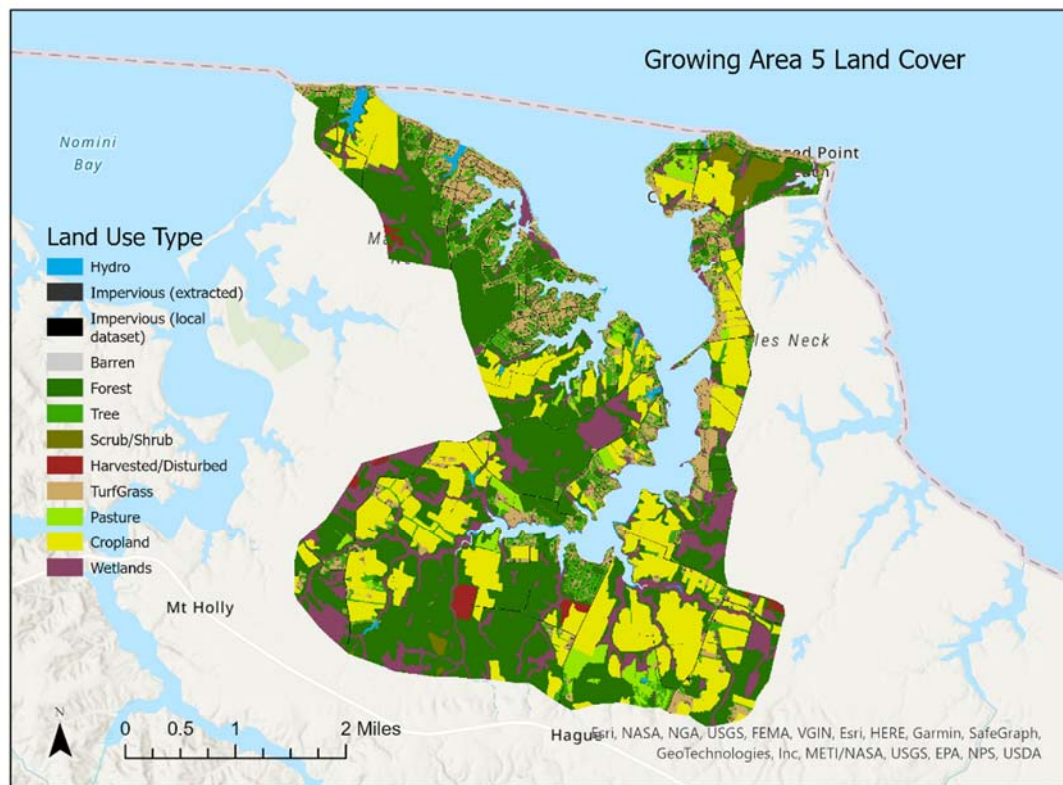 Growing Area 5 Land Cover
Nomini
Bay
Point
Land Use Type
Hydro
Impervious (extracted)
Impervious (local
dataset)
Barren
Forest
Tree
Scrub/Shrub
Harvested/Disturbed
TurfGrass
Pasture
Cropland
Wetlands
les Neck
Mt Holly
N
0 0.5 1 2 Miles
Hague
Esri, NASA, NGA, USGS, FEMA, VGIN, Esri, HERE, Garmin, SafeGraph,
GeoTechnologies, Inc, METI/NASA, USGS, EPA, NPS, USDA